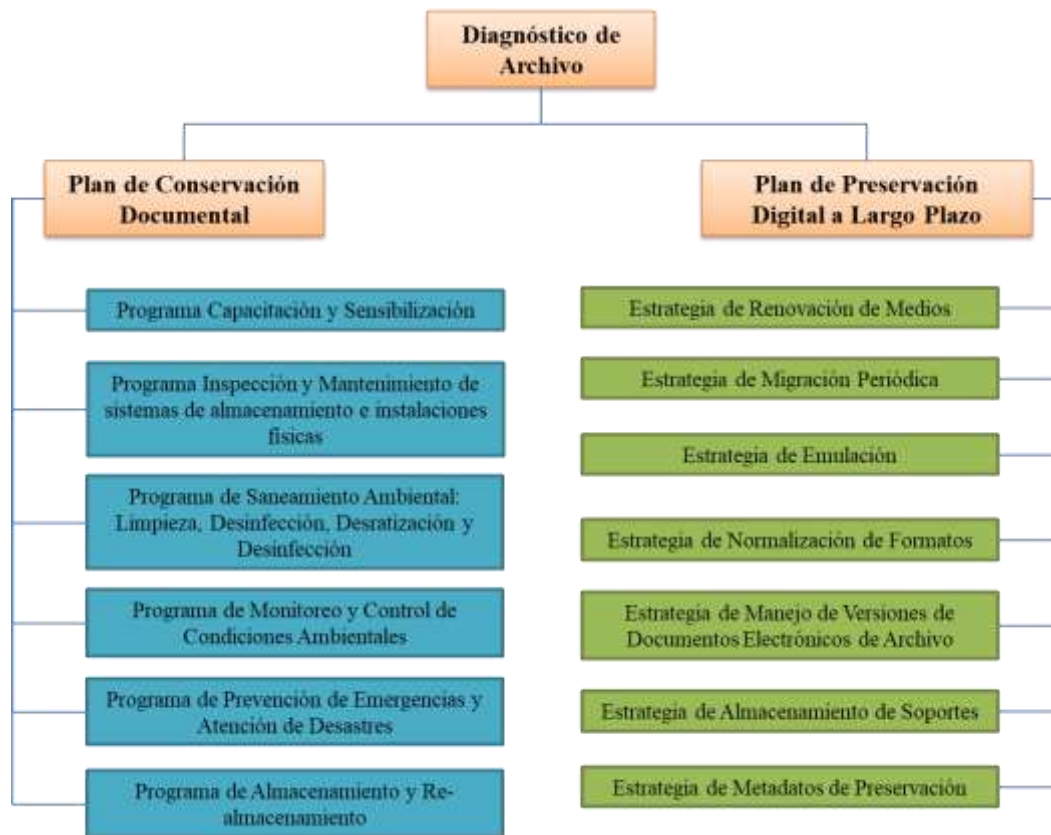 Diagnóstico de
Archivo
Plan de Conservación
Documental
Programa Capacitación y Sensibilización
Programa Inspección y Mantenimiento de
sistemas de almacenamiento e instalaciones
físicas
Programa de Saneamiento Ambiental:
Limpieza, Desinfección, Desratización y
Desinfección
Programa de Monitoreo y Control de
Condiciones Ambientales
Programa de Prevención de Emergencias y
Atención de Desastres
Programa de Almacenamiento y Re-
almacenamiento
Plan de Preservación
Digital a Largo Plazo
Estrategia de Renovación de Medios
Estrategia de Migración Periódica
Estrategia de Emulación
Estrategia de Normalización de Formatos
Estrategia de Manejo de Versiones de
Documentos Electrónicos de Archivo
Estrategia de Almacenamiento de Soportes
Estrategia de Metadatos de Preservación